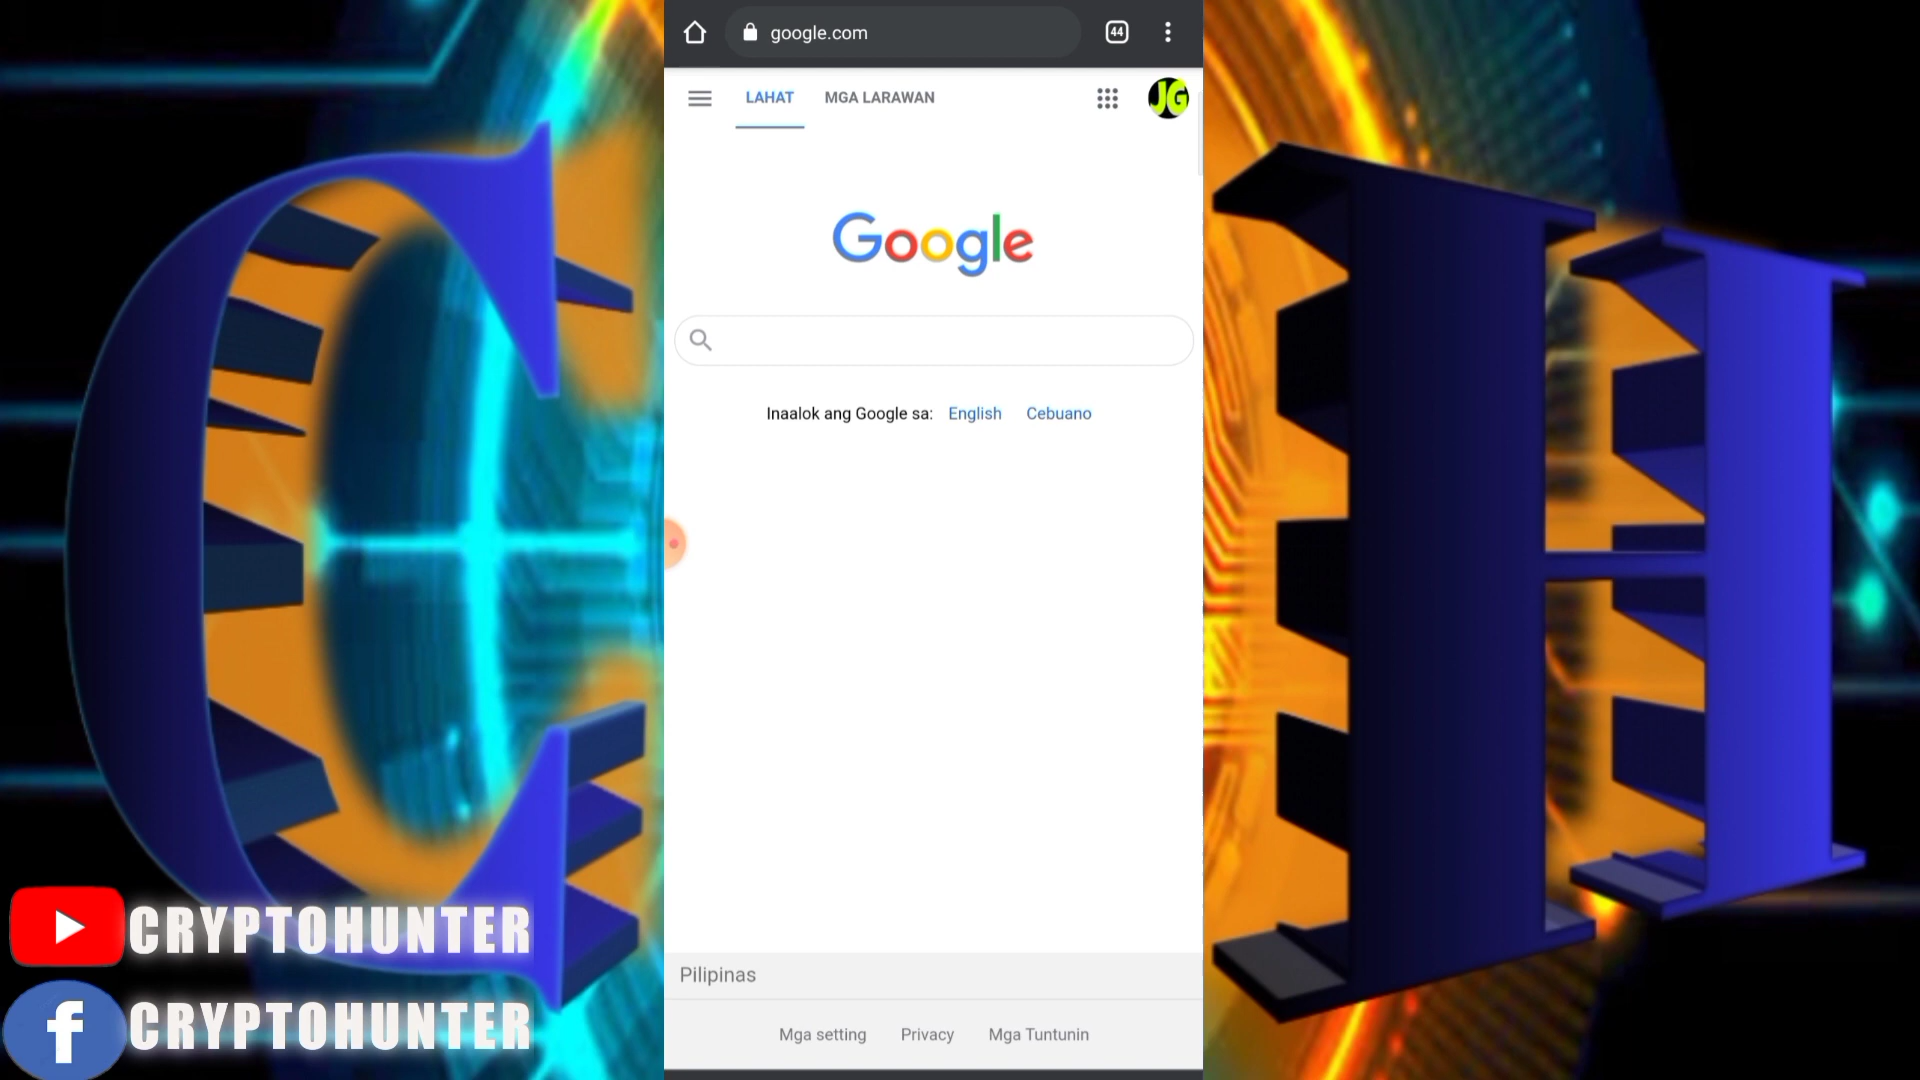 google.com
44
LAHAT MGA LARAWAN
JG
Google
Inaalok ang Google sa: English Cebuano
CH
CRYPTOHUNTER
f CRYPTOHUNTER
Pilipinas
Mga setting Privacy Mga Tuntunin